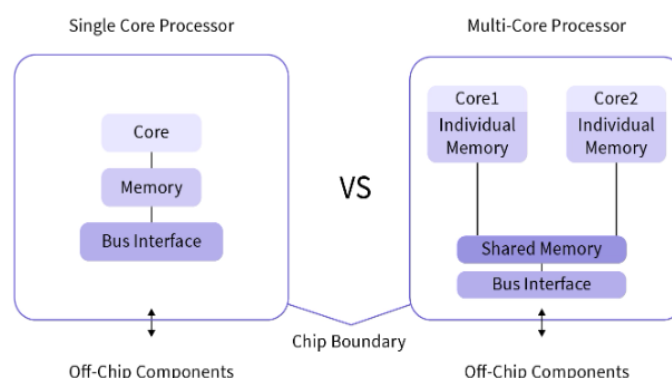 Single Core Processor
Multi-Core Processor
Core
Memory
Bus Interface
VS
Core1
Individual
Memory
Core2
Individual
Memory
Shared Memory
Bus Interface
Chip Boundary
Off-Chip Components
Off-Chip Components